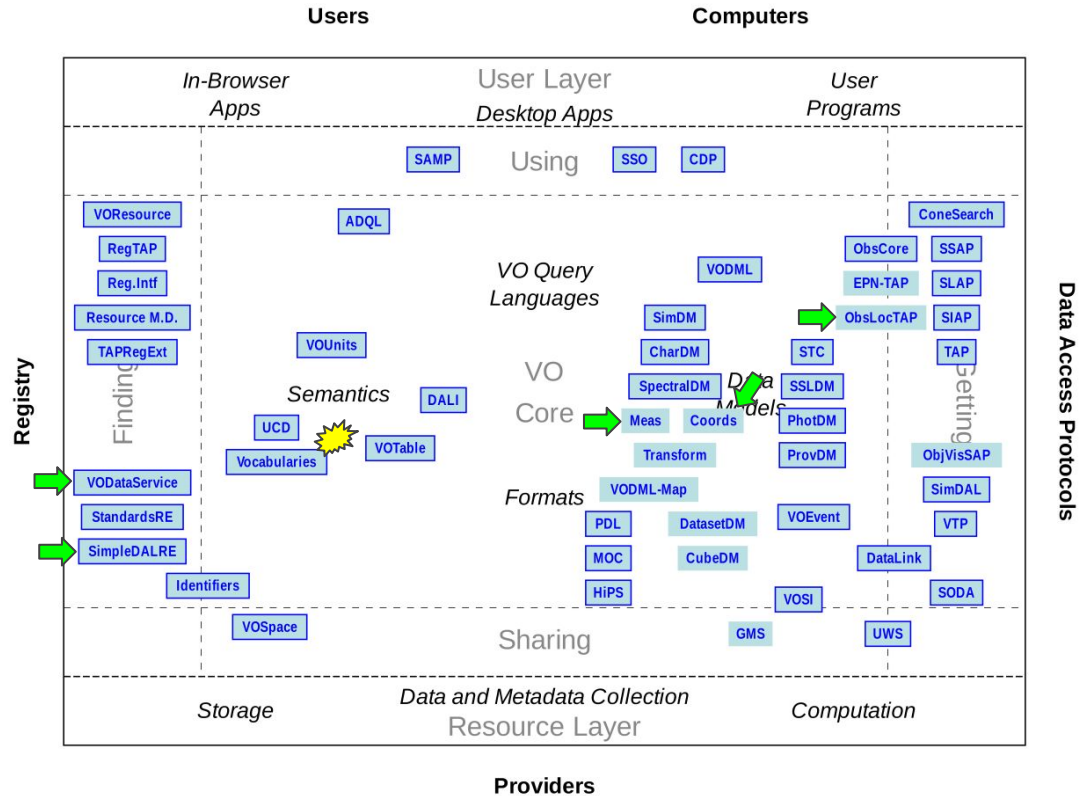 Users
Computers
User Layer
In-Browser
Apps
Desktop Apps
User
Programs
Using
SAMP
SSO
CDP
VOResource
RegTAP
Reg.Intf
Resource M.D.
TAPRegExt
Finding
VODataService
StandardsRE
SimpleDALRE
Identifiers
Registry
ADQL
VO Query
Languages
VOUnits
Semantics
DALI
UCD
VOTable
Vocabularies
VO
Core
Formats
VODML
SimDM
CharDM
SpectralDM
Data
Models
Meas
Coords
Transform
VODML-Map
PDL
DatasetDM
MOC
CubeDM
HiPS
STC
SSLDM
PhotDM
ProvDM
VOEvent
DataLink
VOSI
ConeSearch
ObsCore
SSAP
EPN-TAP
SLAP
ObsLocTAP
SIAP
TAP
Getting
ObjVisSAP
SimDAL
VTP
SODA
Data Access Protocols
VOSpace
Sharing
GMS
UWS
Storage
Data and Metadata Collection
Computation
Resource Layer
Providers